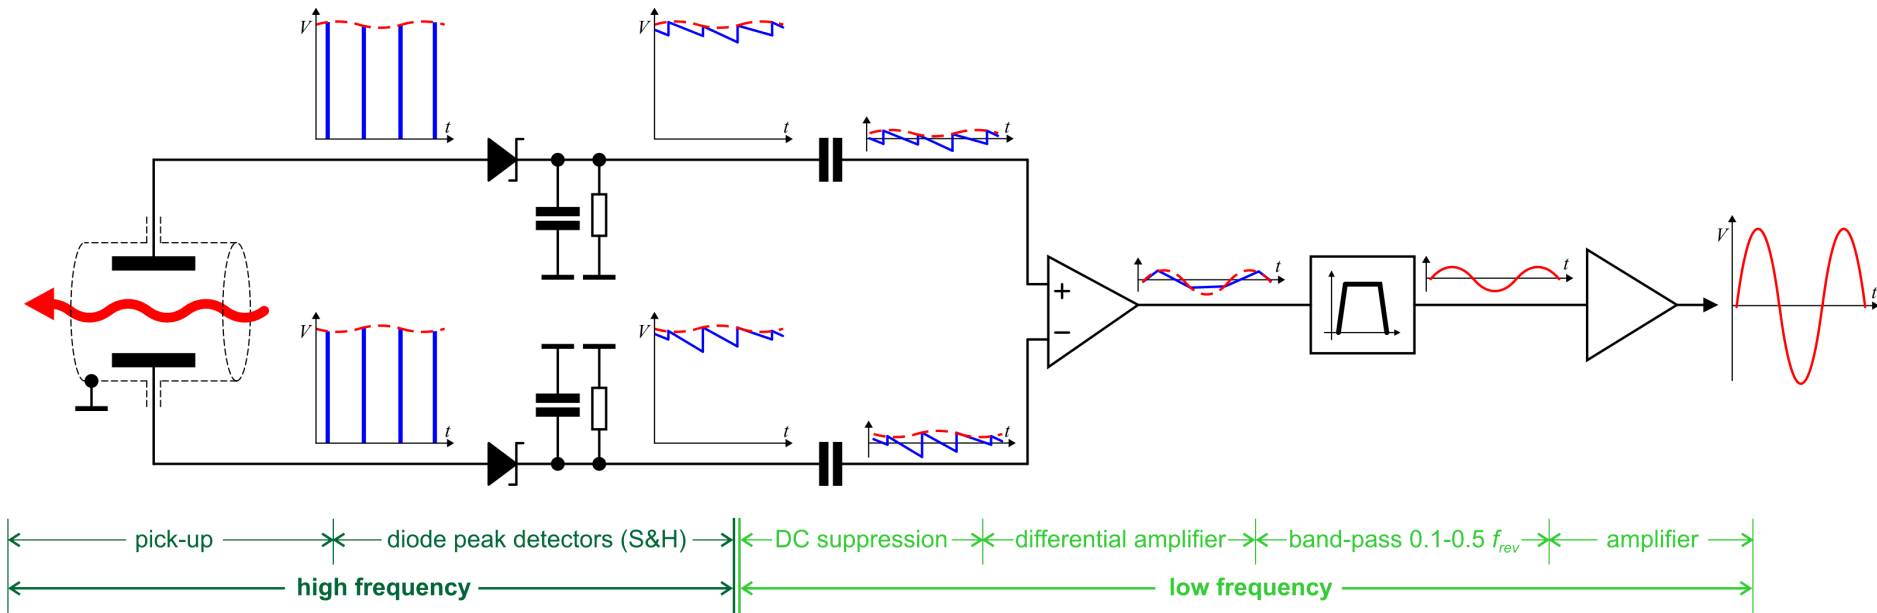 V
t
V
t
t
V
t
V
t
t
+
−
t
t
V
t
pick-up
diode peak detectors (S&H)
DC suppression
differential amplifier
band-pass 0.1-0.5 f_rev
amplifier
high frequency
low frequency